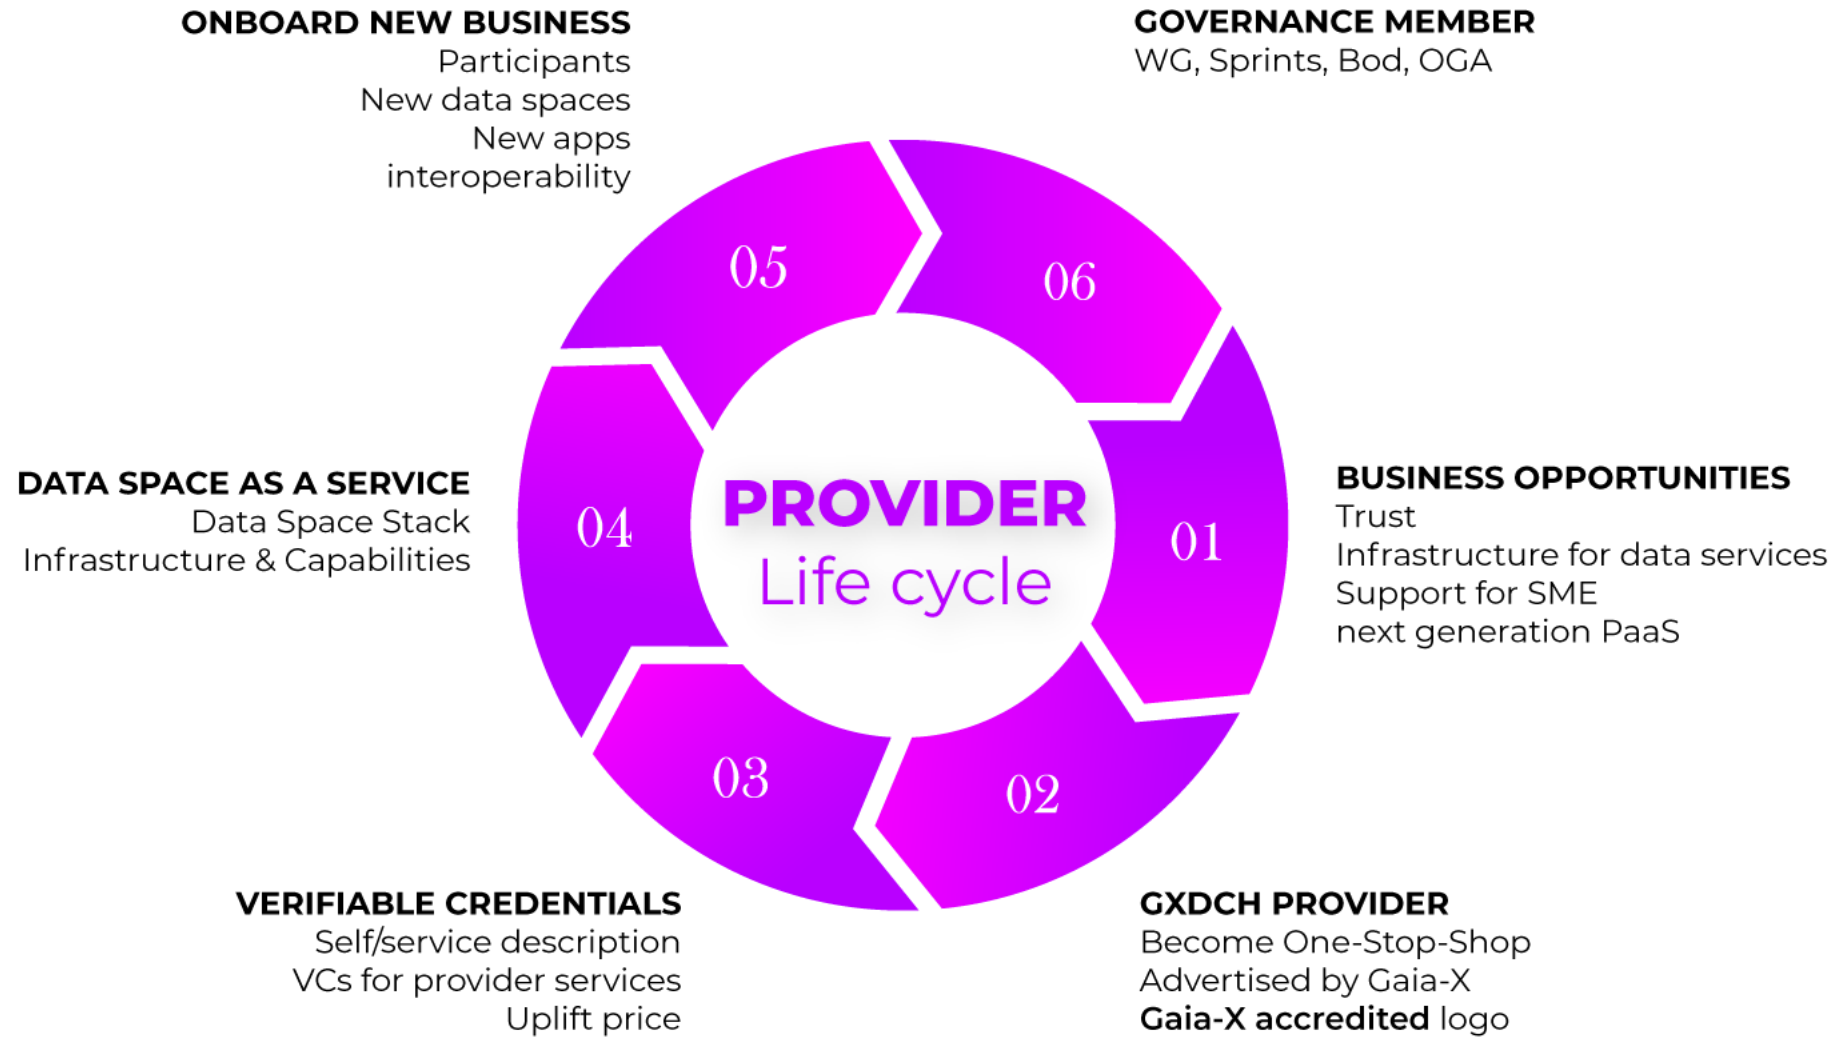 ONBOARD NEW BUSINESS
Participants
New data spaces
New apps
interoperability
GOVERNANCE MEMBER
WG, Sprints, Bod, OGA
05
06
DATA SPACE AS A SERVICE
Data Space Stack
Infrastructure & Capabilities
04
PROVIDER
Life cycle
01
BUSINESS OPPORTUNITIES
Trust
Infrastructure for data services
Support for SME
next generation PaaS
03
02
VERIFIABLE CREDENTIALS
Self/service description
VCs for provider services
Uplift price
GXDCH PROVIDER
Become One-Stop-Shop
Advertised by Gaia-X
Gaia-X accredited logo